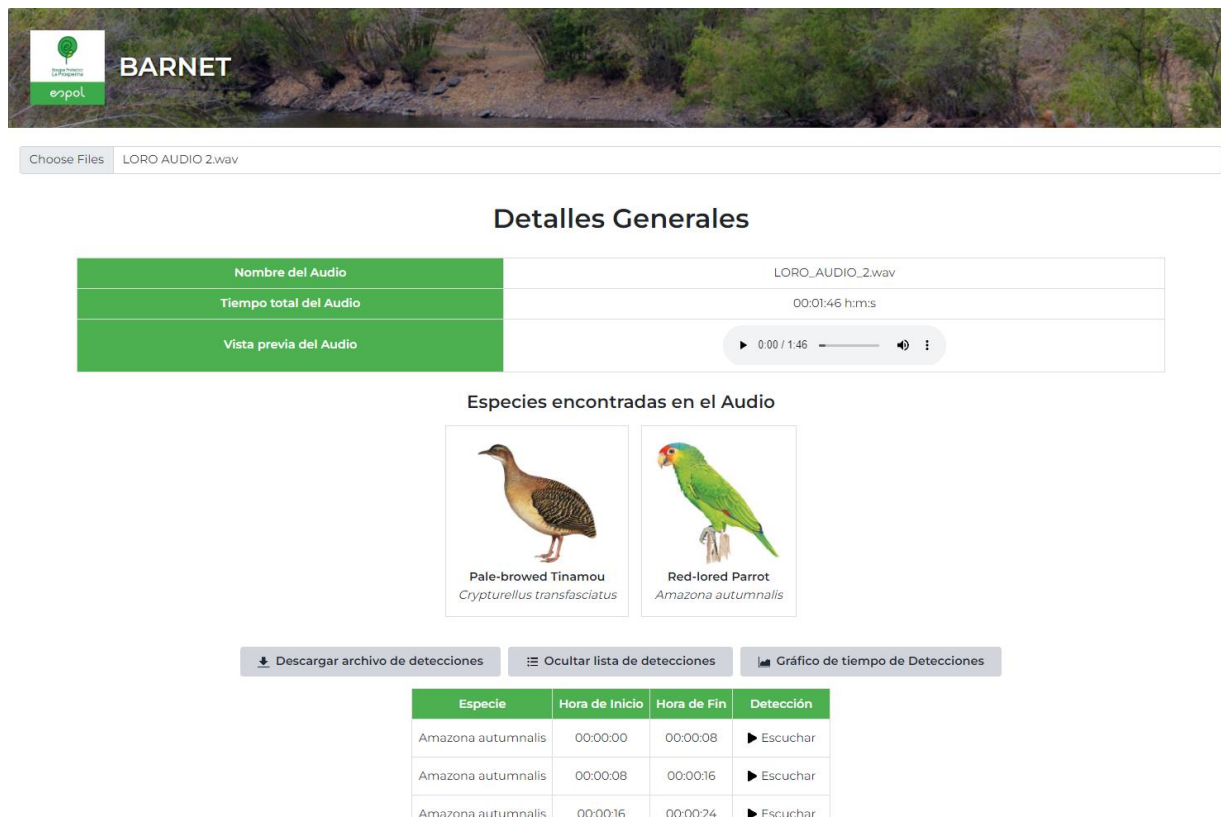 Bosque Protector
La Prosperina
espol
BARNET
Choose Files LORO AUDIO 2.wav
Detalles Generales
Nombre del Audio LORO_AUDIO_2.wav
Tiempo total del Audio 00:01:46 h:m:s
Vista previa del Audio 0:00 / 1:46
Especies encontradas en el Audio
Pale-browed Tinamou
Crypturellus transfasciatus
Red-lored Parrot
Amazona autumnalis
Descargar archivo de detecciones Ocultar lista de detecciones Gráfico de tiempo de Detecciones
Especie Hora de Inicio Hora de Fin Detección
Amazona autumnalis 00:00:00 00:00:08 Escuchar
Amazona autumnalis 00:00:08 00:00:16 Escuchar
Amazona autumnalis 00:00:16 00:00:24 Escuchar